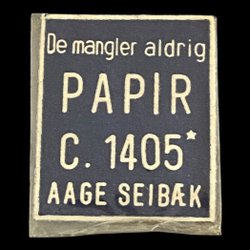 De mangler aldrig
PAPIR
C. 1405*
AAGE SEIBÆK